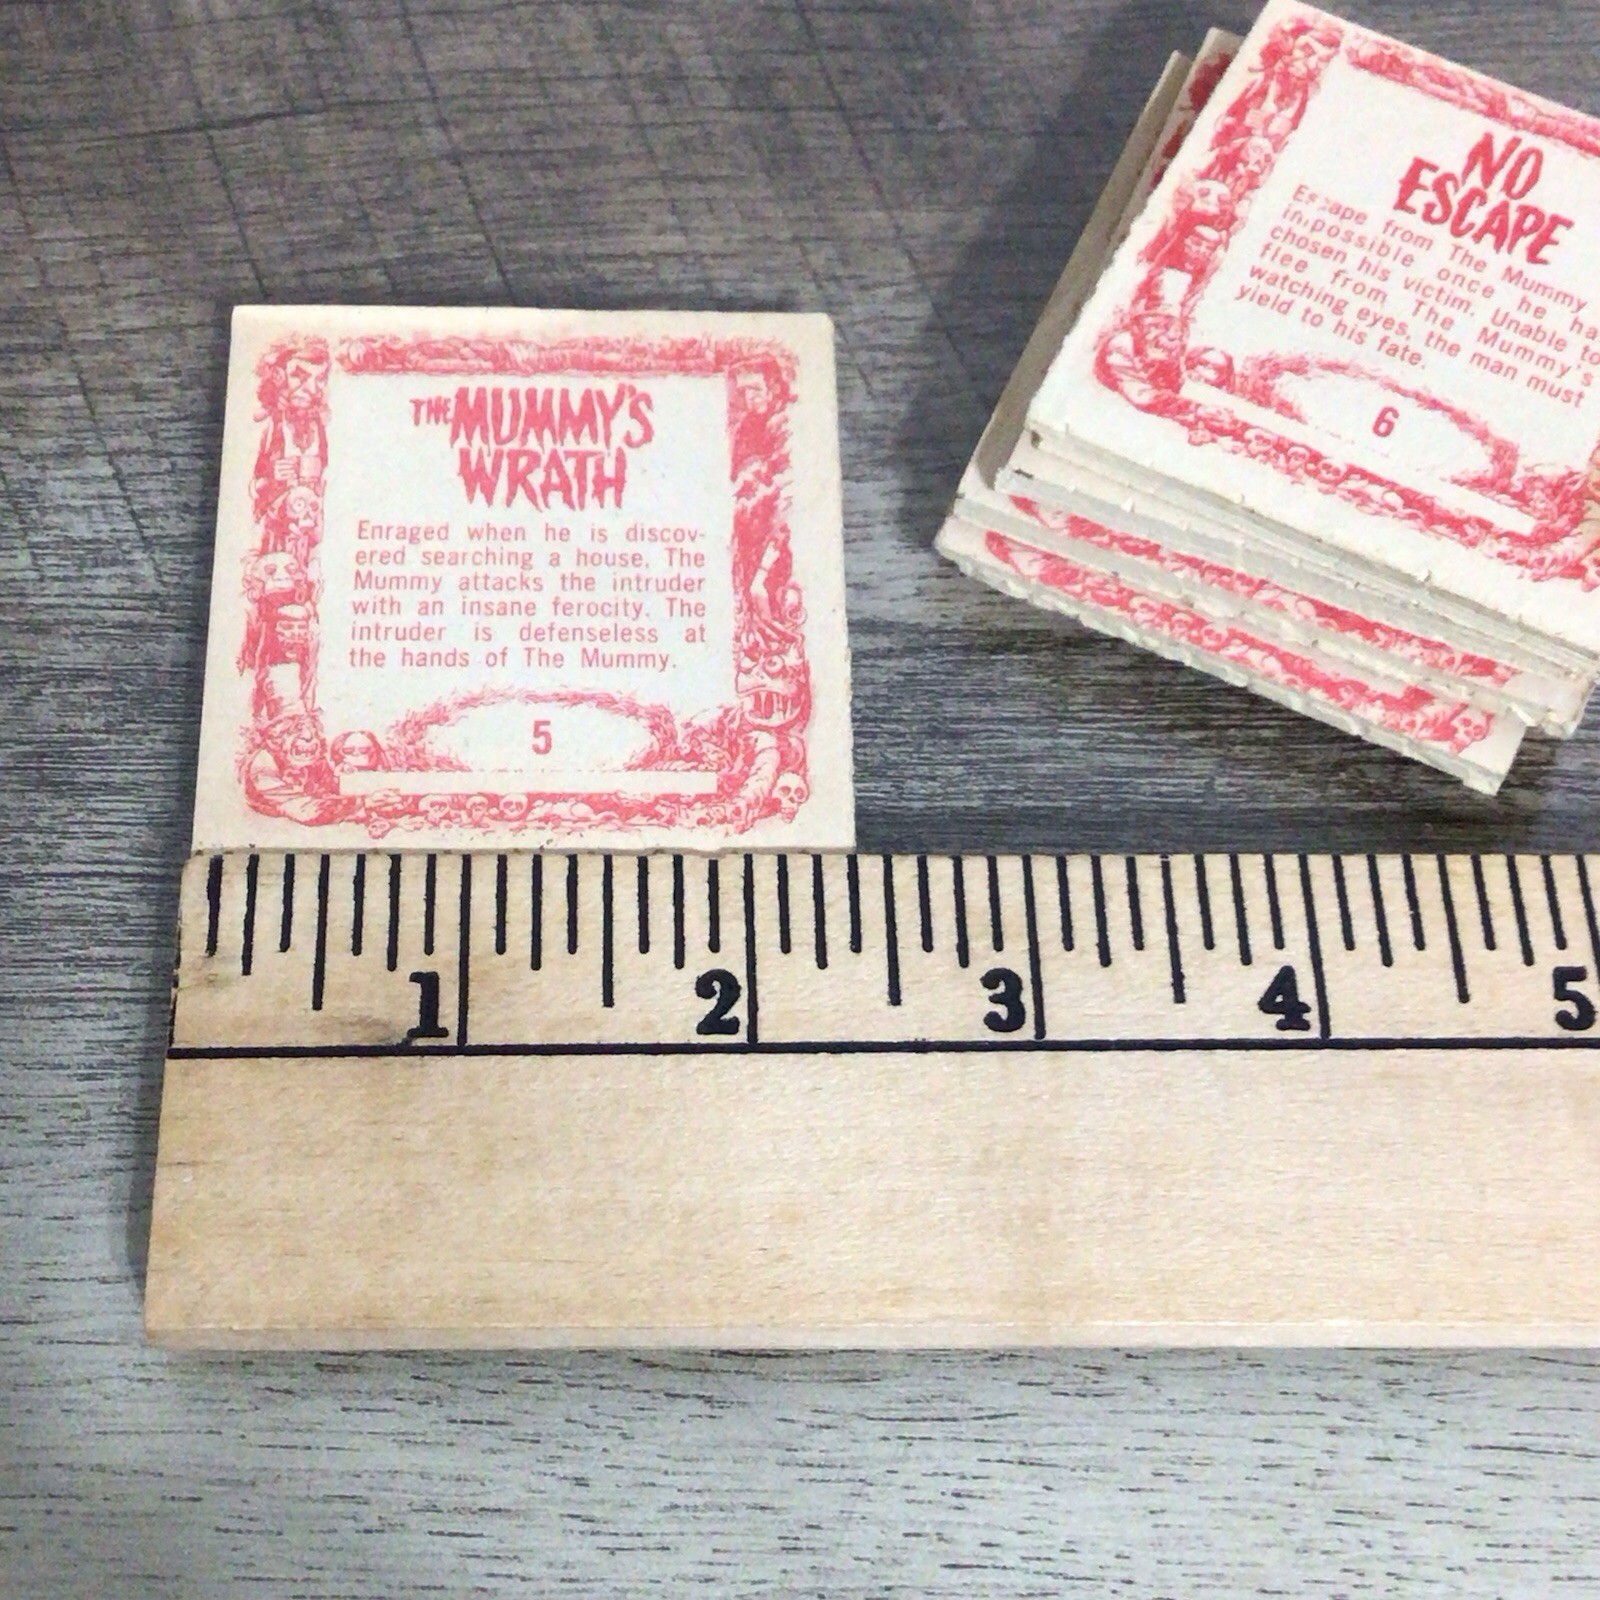 THE MUMMY'S
WRATH
Enraged when he is discov-
ered searching a house, The
Mummy attacks the intruder
with an insane ferocity. The
intruder is defenseless at
the hands of The Mummy.
5
NO
ESCAPE
Escape from The Mummy
impossible once he ha
chosen his victim. Unable to
flee from The Mummy's
watching eyes, the man must
yield to his fate.
6
1 2 3 4 5